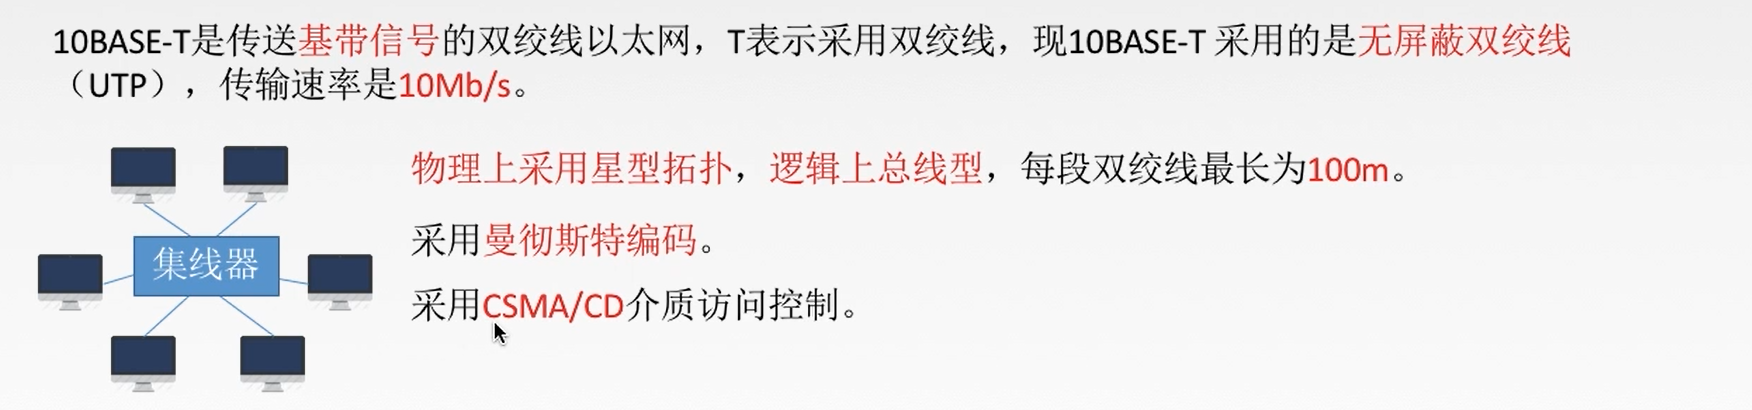 10BASE-T是传送基带信号的双绞线以太网，T表示采用双绞线，现10BASE-T 采用的是无屏蔽双绞线
（UTP），传输速率是10Mb/s。
物理上采用星型拓扑，逻辑上总线型，每段双绞线最长为100m。
采用曼彻斯特编码。
集线器
采用CSMA/CD介质访问控制。